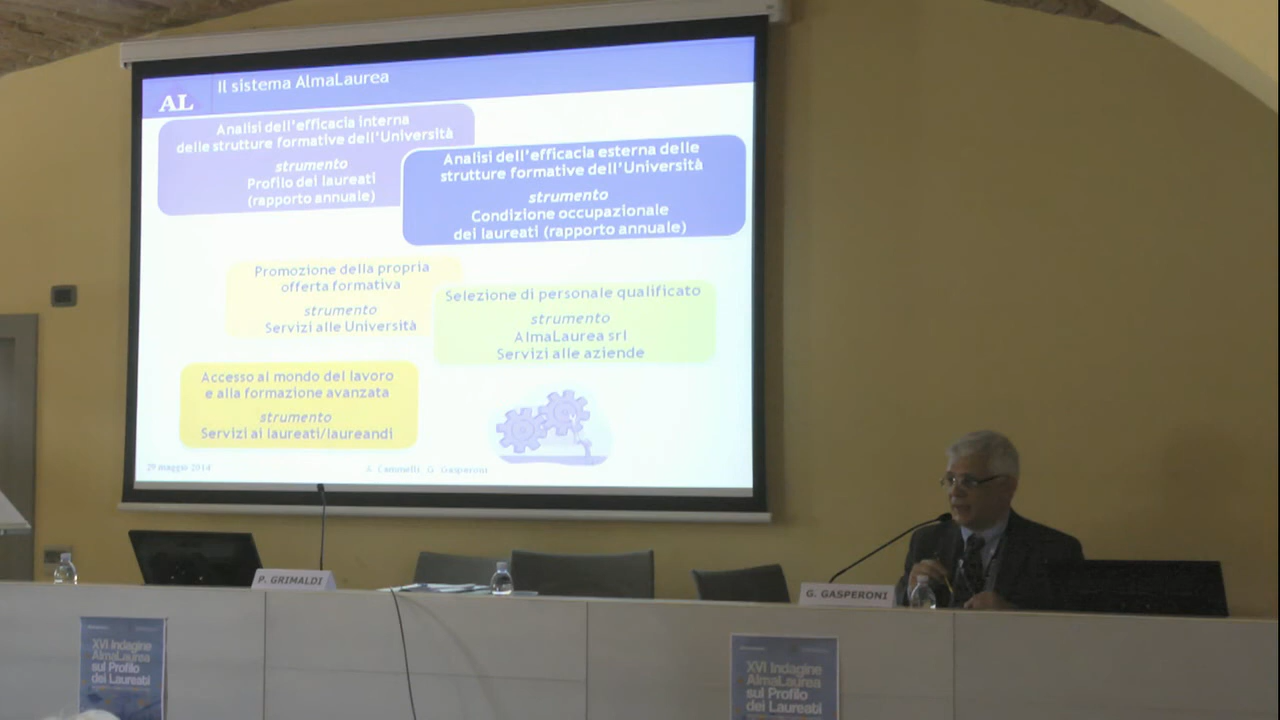 AL
Il sistema AlmaLaurea
Analisi dell'efficacia interna
delle strutture formative dell'Università
strumento
Profilo dei laureati
(rapporto annuale)
Analisi dell'efficacia esterna delle
strutture formative dell'Università
strumento
Condizione occupazionale
dei laureati (rapporto annuale)
Promozione della propria
offerta formativa
strumento
Servizi alle Università
Selezione di personale qualificato
strumento
AlmaLaurea srl
Servizi alle aziende
Accesso al mondo del lavoro
e alla formazione avanzata
strumento
Servizi ai laureati/laureandi
29 maggio 2014
Cammelli G. Gasperoni
P. GRIMALDI
G. GASPERONI
XVI Indagine
AlmaLaurea
sul Profilo
dei Laureati
XVI Indagine
AlmaLaurea
sul Profilo
dei Laureati